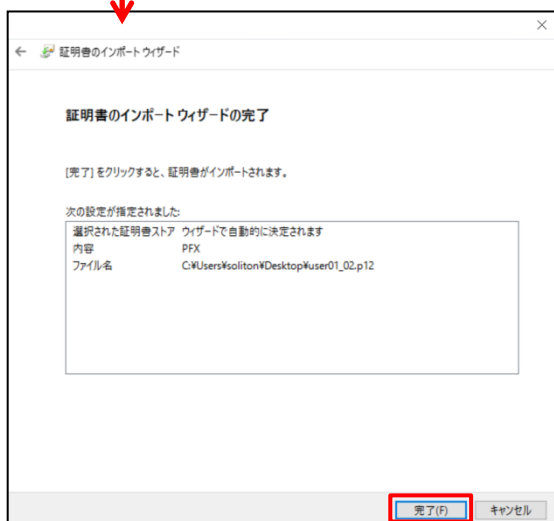 証明書のインポート ウィザード
証明書のインポート ウィザードの完了
[完了] をクリックすると、証明書がインポートされます。
次の設定が指定されました:
選択された証明書ストア ウィザードで自動的に決定されます
内容 PFX
ファイル名 C:¥Users¥soliton¥Desktop¥user01_02.p12
完了(F) キャンセル